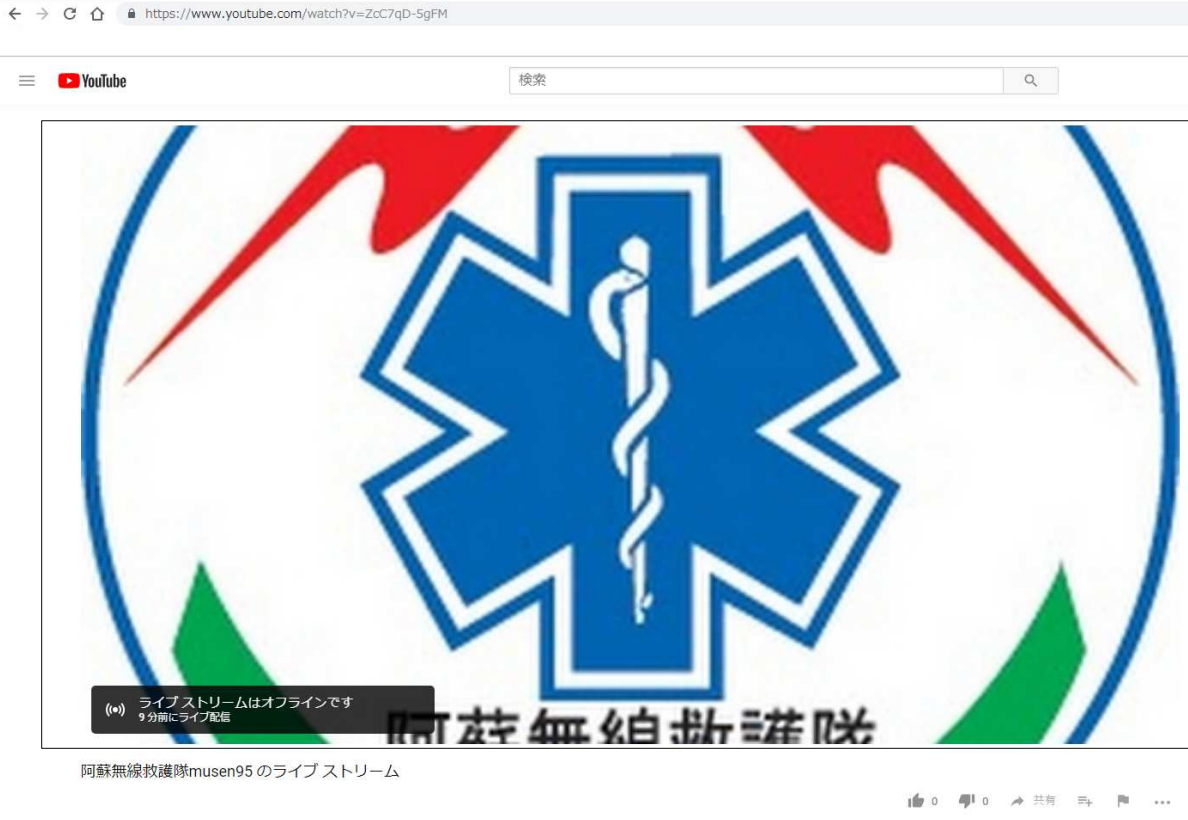 https://www.youtube.com/watch?v=ZcC7qD-5gFM
YouTube
検索
ライブ ストリームはオフラインです
9 分前にライブ配信
阿蘇無線救護隊
阿蘇無線救護隊musen95 のライブ ストリーム
0
0
共有